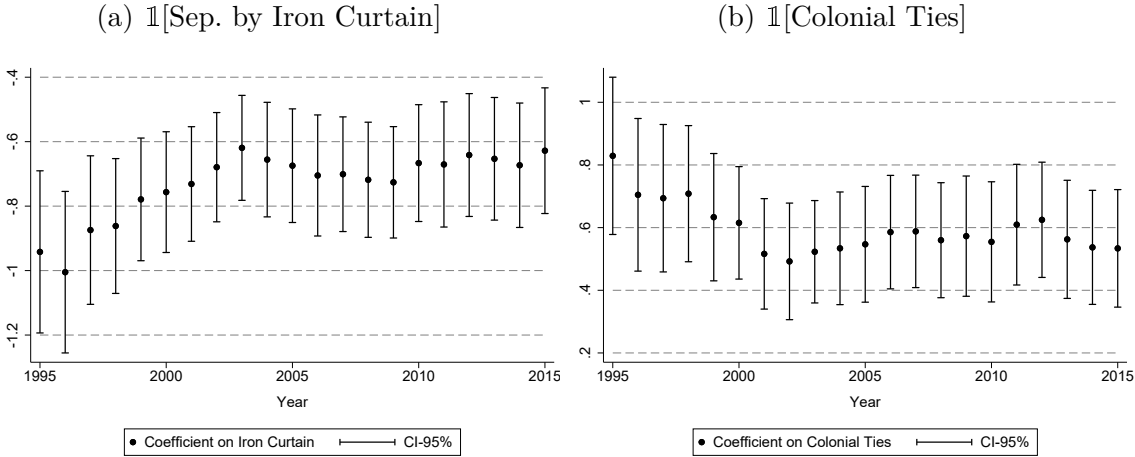 (a) 𝟙[Sep. by Iron Curtain]
-.4
-.6
-.8
-1
-1.2
1995 2000 2005 2010 2015
Year
Coefficient on Iron Curtain CI-95%
(b) 𝟙[Colonial Ties]
1
.8
.6
.4
.2
1995 2000 2005 2010 2015
Year
Coefficient on Colonial Ties CI-95%